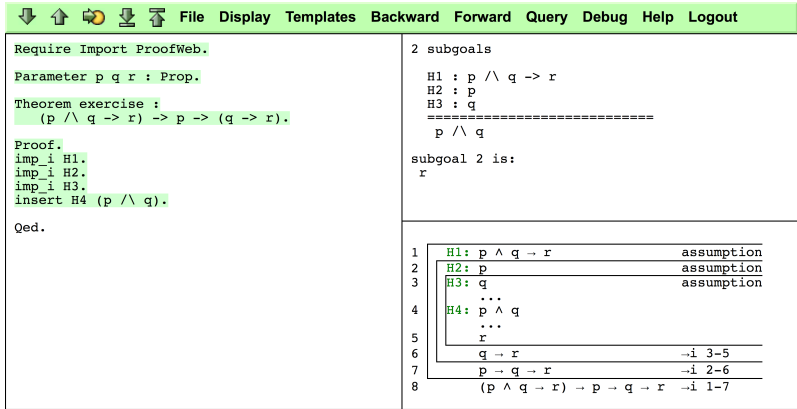 File Display Templates Backward Forward Query Debug Help Logout
Require Import ProofWeb.
Parameter p q r : Prop.
Theorem exercise :
(p /\ q -> r) -> p -> (q -> r).
Proof.
imp_i H1.
imp_i H2.
imp_i H3.
insert H4 (p /\ q).
Qed.
2 subgoals
H1 : p /\ q -> r
H2 : p
H3 : q
============================
p /\ q
subgoal 2 is:
r
1 H1: p ∧ q → r assumption
2 H2: p assumption
3 H3: q assumption
...
4 H4: p ∧ q
...
5 r
6 q → r →i 3-5
7 p → q → r →i 2-6
8 (p ∧ q → r) → p → q → r →i 1-7